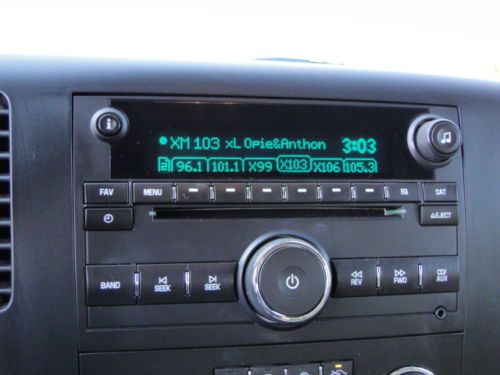 XM 103 xL Opie&Anthon 3:03
2 96.1 101.1 X99 X103 X106 105.3
FAV MENU EQ CAT
EJECT
BAND SEEK SEEK REV FWD CD/AUX